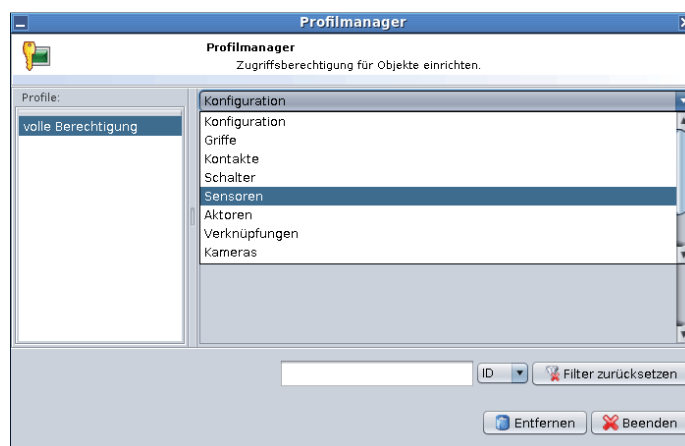 Profilmanager
Profilmanager
Zugriffsberechtigung für Objekte einrichten.
Profile:
volle Berechtigung
Konfiguration
Konfiguration
Griffe
Kontakte
Schalter
Sensoren
Aktoren
Verknüpfungen
Kameras
ID
Filter zurücksetzen
Entfernen
Beenden